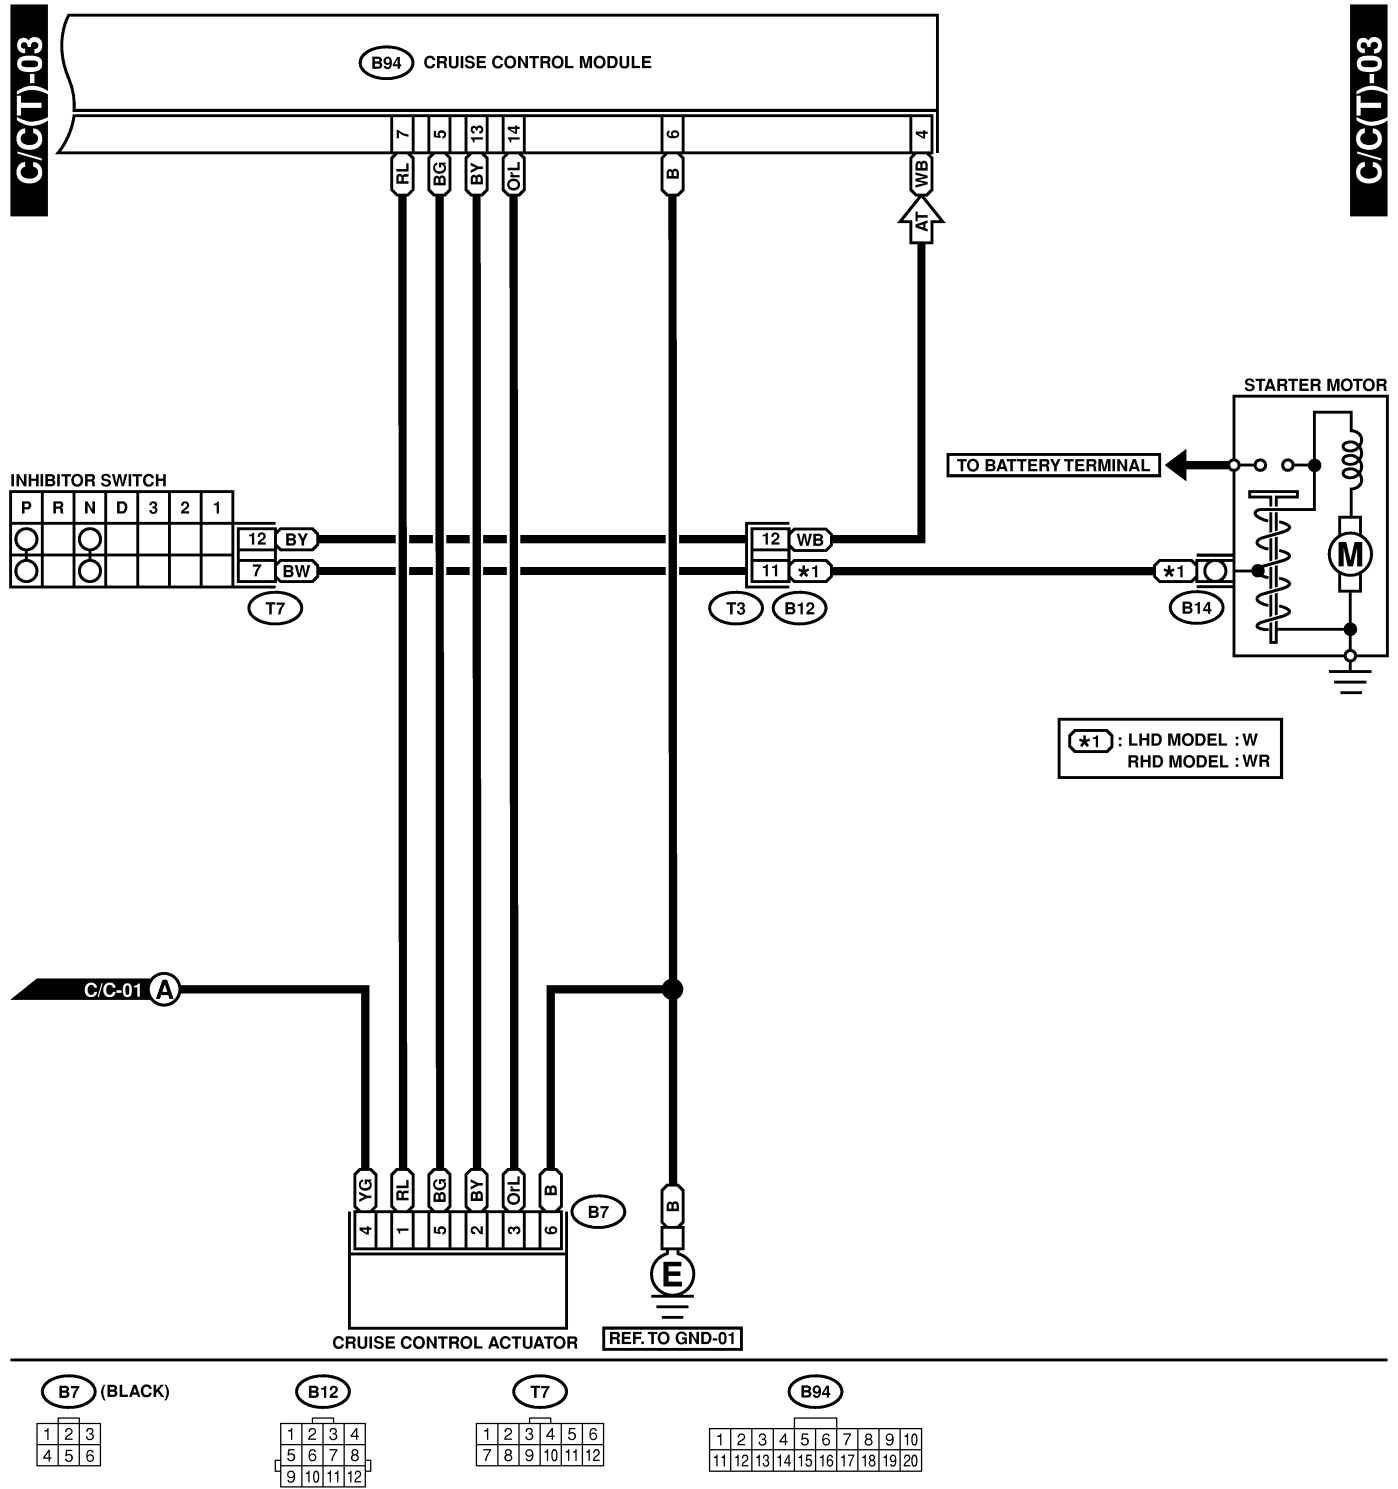 C/C(T)-03
C/C(T)-03
B94 CRUISE CONTROL MODULE
7 5 13 14 6 4
RL BG BY OrL B WB
AT
STARTER MOTOR
TO BATTERY TERMINAL
INHIBITOR SWITCH
P R N D 3 2 1
12 BY 12 WB
7 BW 11 *1 *1
M
T7 T3 B12 B14
*1 : LHD MODEL : W
RHD MODEL : WR
C/C-01 A
YG RL BG BY OrL B B
4 1 5 2 3 6
B7
E
CRUISE CONTROL ACTUATOR
REF. TO GND-01
B7 (BLACK)
1 2 3
4 5 6
B12
1 2 3 4
5 6 7 8
9 10 11 12
T7
1 2 3 4 5 6
7 8 9 10 11 12
B94
1 2 3 4 5 6 7 8 9 10
11 12 13 14 15 16 17 18 19 20